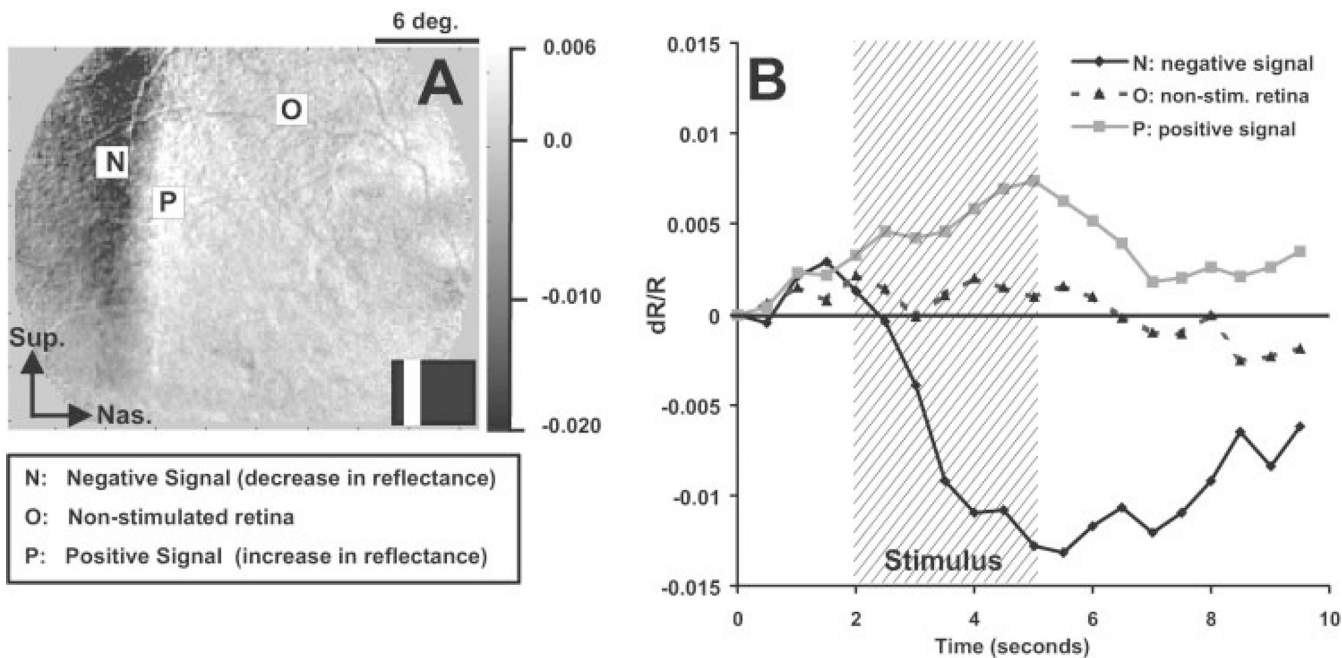 6 deg.
A
0.006
0.0
-0.010
-0.020
O
N
P
Sup.
Nas.
N: Negative Signal (decrease in reflectance)
O: Non-stimulated retina
P: Positive Signal (increase in reflectance)
B
N: negative signal
O: non-stim. retina
P: positive signal
0.015
0.01
0.005
0
-0.005
-0.01
-0.015
dR/R
Stimulus
0 2 4 6 8 10
Time (seconds)